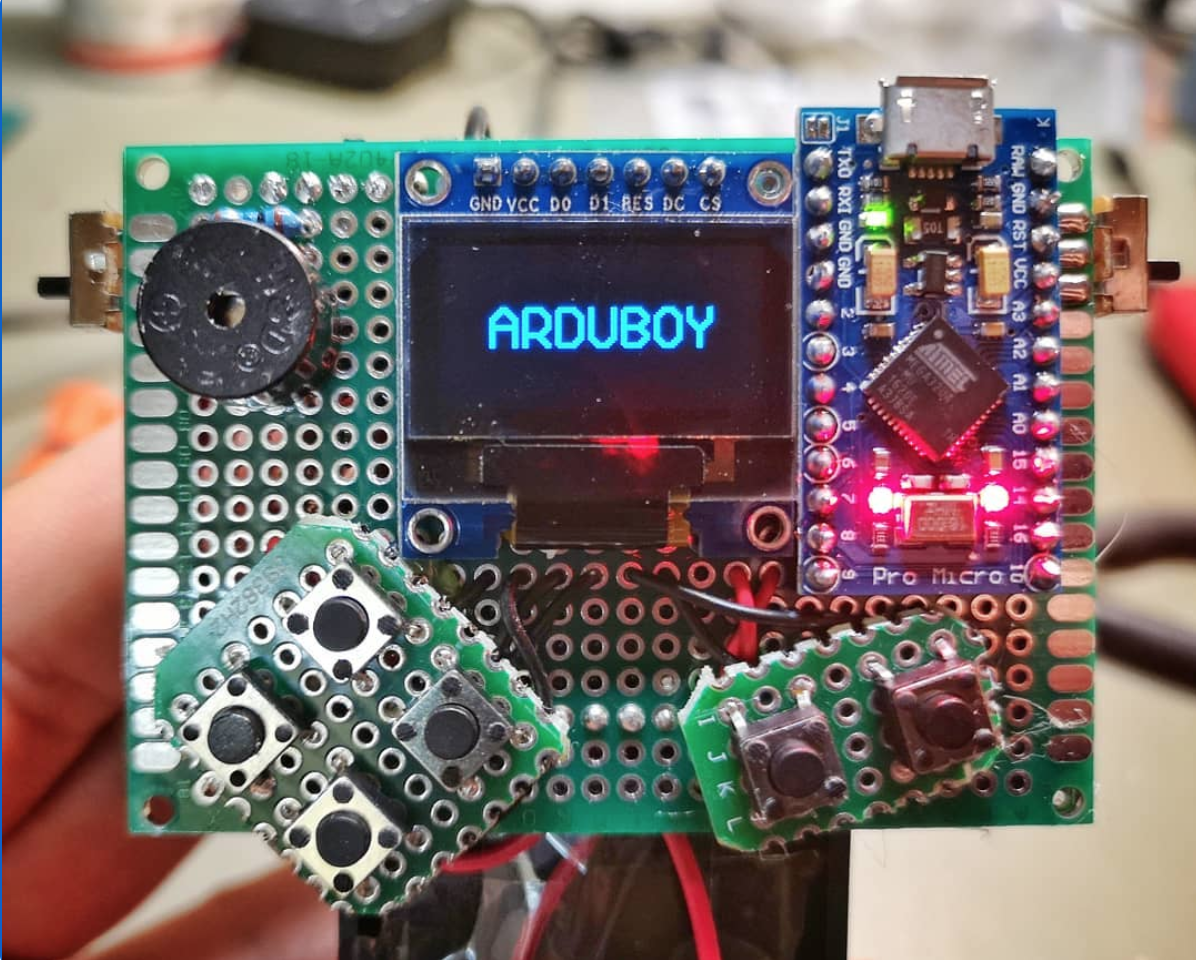 GND VCC D0 D1 RES DC CS
ARDUBOY
J1
TXO
RXI
GND
GND
2
3
4
5
6
7
8
9
K
RAW
GND
RST
VCC
A3
A2
A1
A0
15
14
16
10
ATMEL
Pro Micro
I
J
K
L